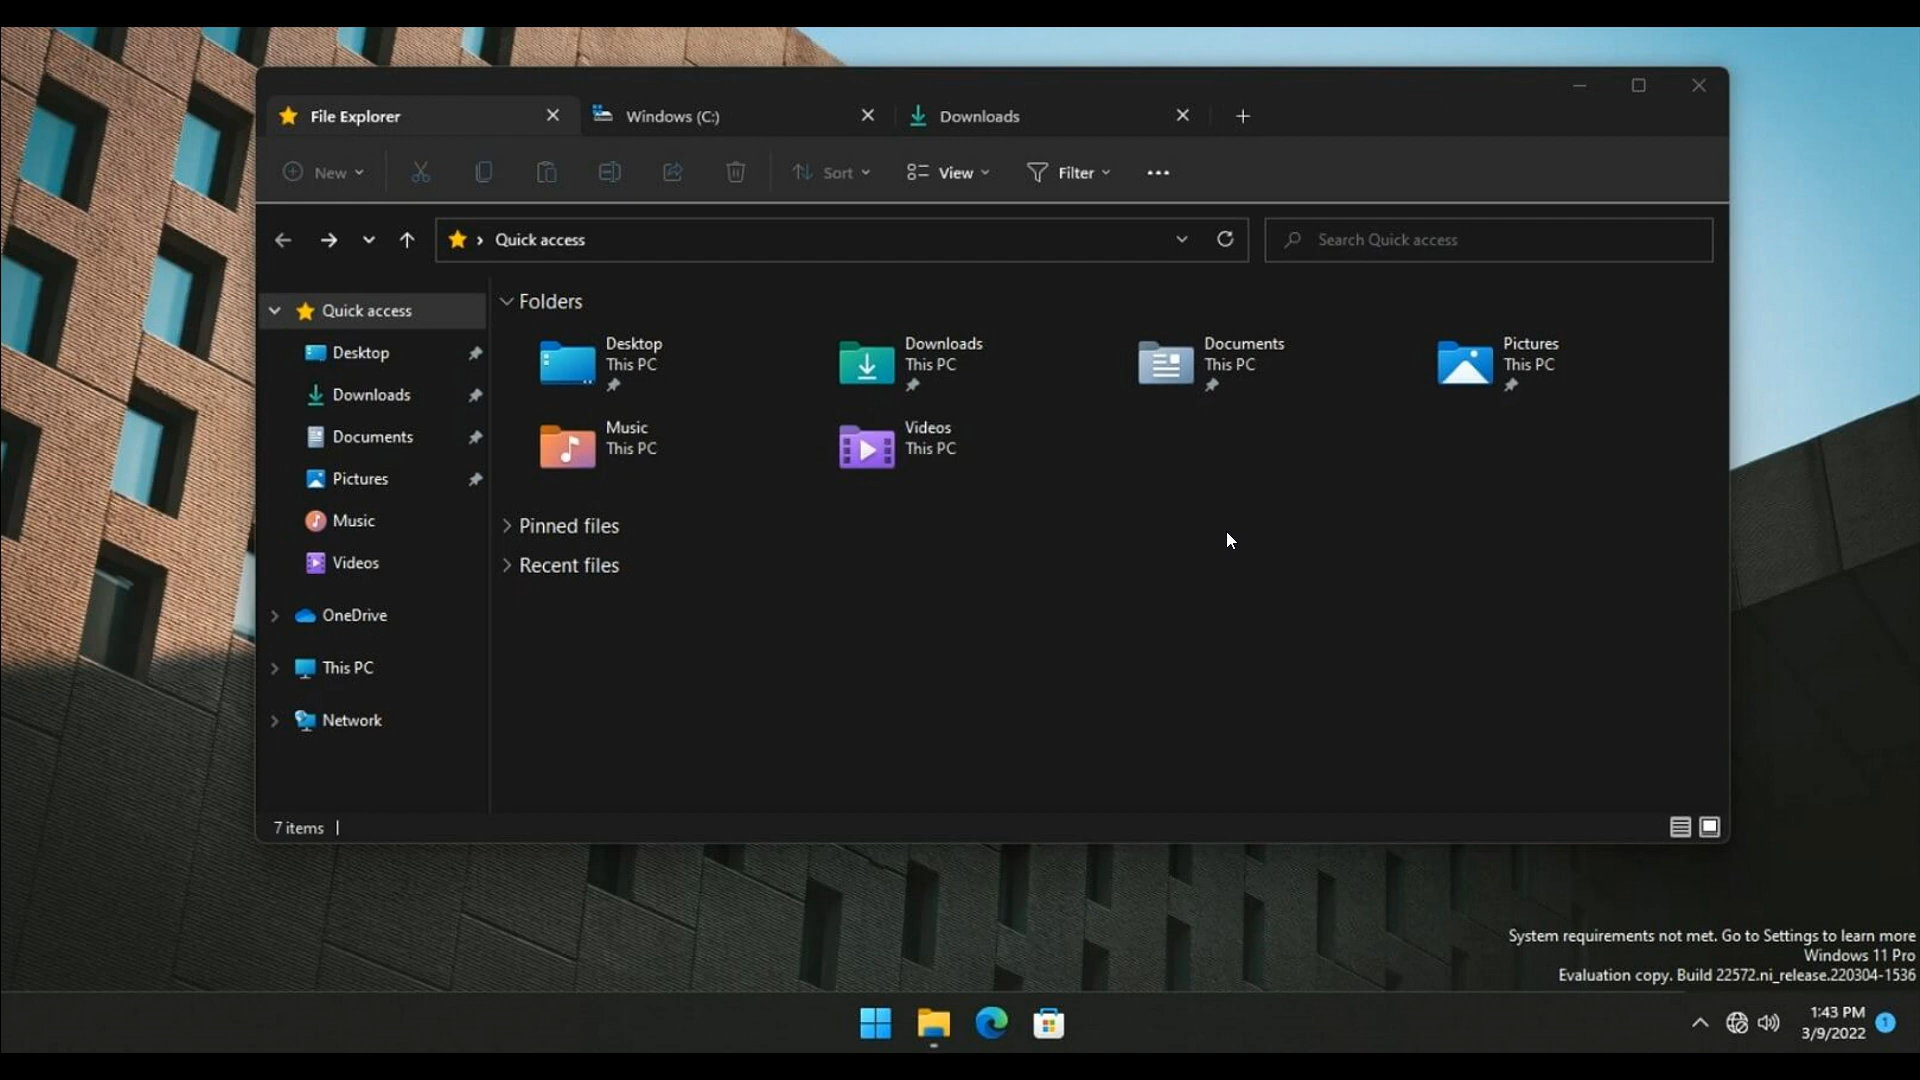 File Explorer
Windows (C:)
Downloads
New
Sort
View
Filter
Quick access
Search Quick access
Quick access
Desktop
Downloads
Documents
Pictures
Music
Videos
OneDrive
This PC
Network
Folders
Desktop
This PC
Downloads
This PC
Documents
This PC
Pictures
This PC
Music
This PC
Videos
This PC
Pinned files
Recent files
7 items
System requirements not met. Go to Settings to learn more
Windows 11 Pro
Evaluation copy. Build 22572.ni_release.220304-1536
1:43 PM
3/9/2022
1